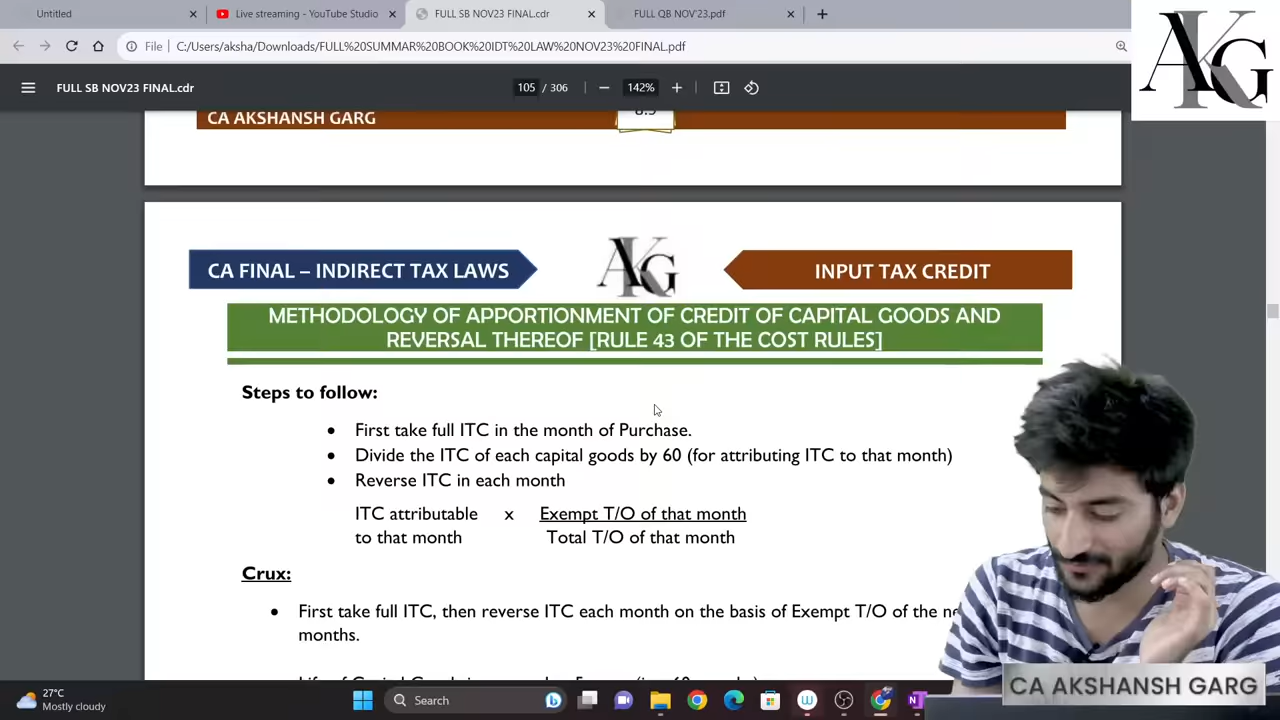 Untitled
Live streaming - YouTube Studio
FULL SB NOV23 FINAL.cdr
FULL QB NOV'23.pdf
File
C:/Users/aksha/Downloads/FULL%20SUMMAR%20BOOK%20IDT%20LAW%20NOV23%20FINAL.pdf
AKG
FULL SB NOV23 FINAL.cdr
105 / 306
142%
CA AKSHANSH GARG
CA FINAL – INDIRECT TAX LAWS
AKG
INPUT TAX CREDIT
METHODOLOGY OF APPORTIONMENT OF CREDIT OF CAPITAL GOODS AND
REVERSAL THEREOF [RULE 43 OF THE CGST RULES]
Steps to follow:
• First take full ITC in the month of Purchase.
• Divide the ITC of each capital goods by 60 (for attributing ITC to that month)
• Reverse ITC in each month
ITC attributable x Exempt T/O of that month
to that month Total T/O of that month
Crux:
• First take full ITC, then reverse ITC each month on the basis of Exempt T/O of the
months.
27°C
Mostly cloudy
Search
CA AKSHANSH GARG